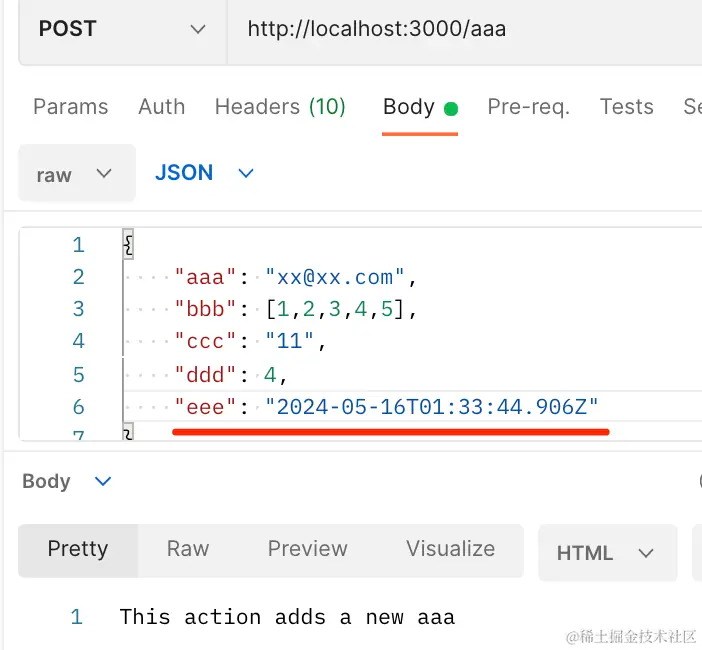 POST http://localhost:3000/aaa
Params Auth Headers (10) Body Pre-req. Tests Se
raw JSON
1 {
2 "aaa": "xx@xx.com",
3 "bbb": [1,2,3,4,5],
4 "ccc": "11",
5 "ddd": 4,
6 "eee": "2024-05-16T01:33:44.906Z"
7 }
Body
Pretty Raw Preview Visualize HTML
1 This action adds a new aaa
@稀土掘金技术社区